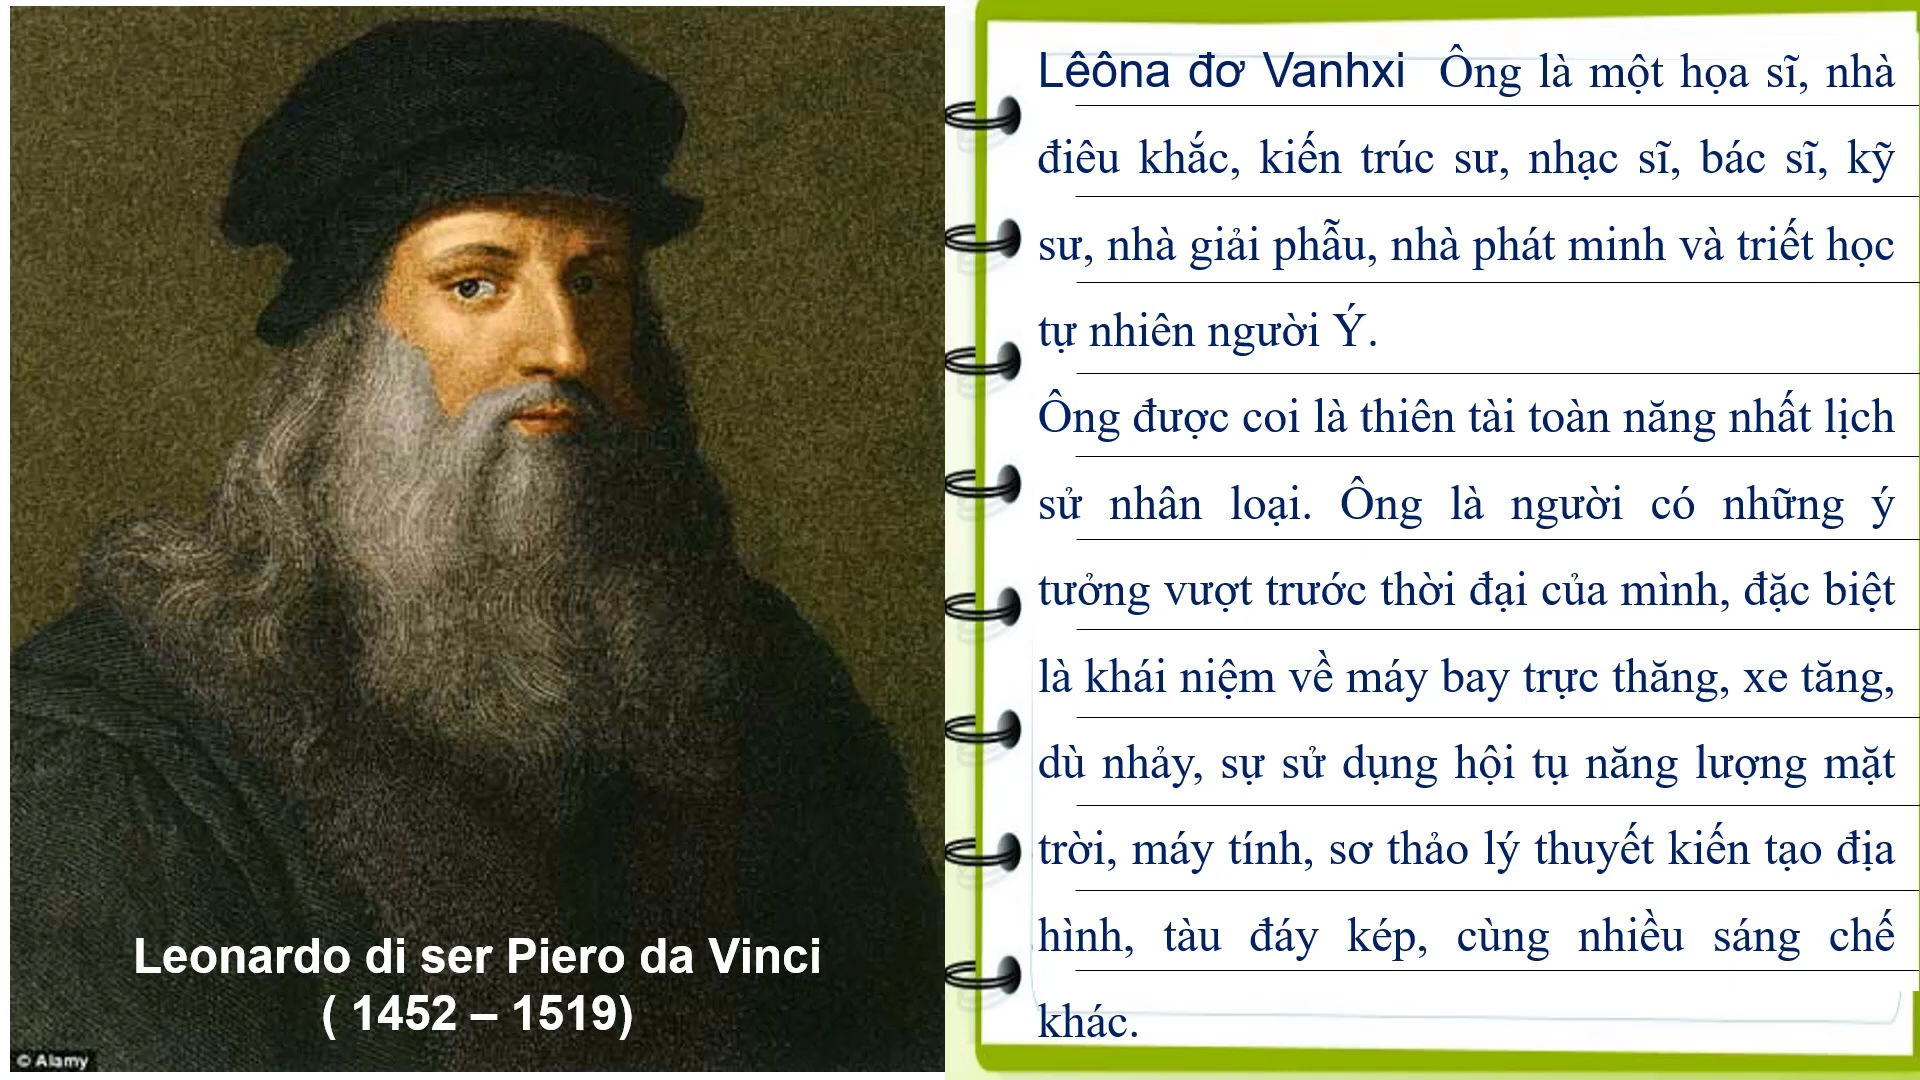 Leonardo di ser Piero da Vinci
( 1452 – 1519)
© Alamy
Lêôna đơ Vanhxi Ông là một họa sĩ, nhà
điêu khắc, kiến trúc sư, nhạc sĩ, bác sĩ, kỹ
sư, nhà giải phẫu, nhà phát minh và triết học
tự nhiên người Ý.
Ông được coi là thiên tài toàn năng nhất lịch
sử nhân loại. Ông là người có những ý
tưởng vượt trước thời đại của mình, đặc biệt
là khái niệm về máy bay trực thăng, xe tăng,
dù nhảy, sự sử dụng hội tụ năng lượng mặt
trời, máy tính, sơ thảo lý thuyết kiến tạo địa
hình, tàu đáy kép, cùng nhiều sáng chế
khác.